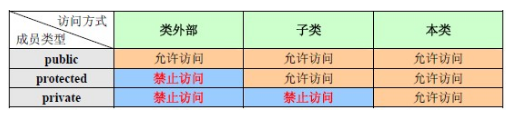 访问方式
成员类型
类外部 子类 本类
public 允许访问 允许访问 允许访问
protected 禁止访问 允许访问 允许访问
private 禁止访问 禁止访问 允许访问